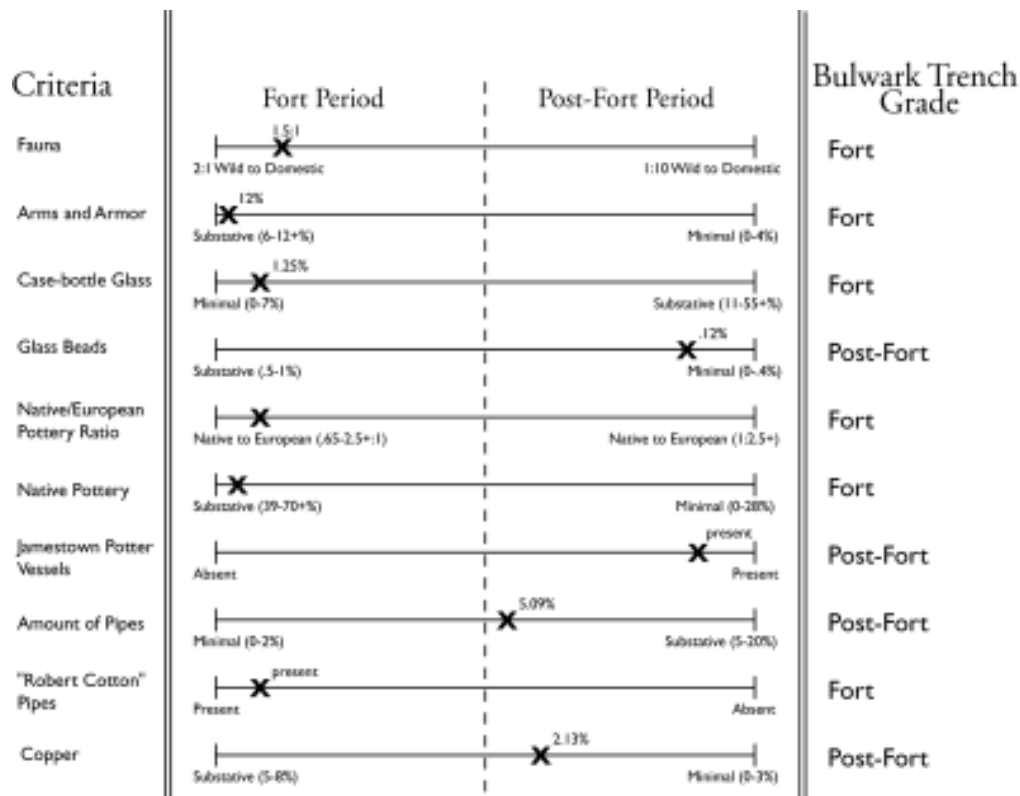 Criteria
Fort Period
Post-Fort Period
Bulwark Trench
Grade
Fauna
1.5:1
2:1 Wild to Domestic
1:10 Wild to Domestic
Fort
Arms and Armor
12%
Substative (6-12+%)
Minimal (0-4%)
Fort
Case-bottle Glass
1.25%
Minimal (0-7%)
Substative (11-55+%)
Fort
Glass Beads
.12%
Substative (.5-1%)
Minimal (0-.4%)
Post-Fort
Native/European
Pottery Ratio
Native to European (.65-2.5+:1)
Native to European (1:2.5+)
Fort
Native Pottery
Substative (39-70+%)
Minimal (0-28%)
Fort
Jamestown Potter
Vessels
present
Absent
Present
Post-Fort
Amount of Pipes
5.09%
Minimal (0-2%)
Substative (5-20%)
Post-Fort
"Robert Cotton"
Pipes
present
Present
Absent
Fort
Copper
2.13%
Substative (5-8%)
Minimal (0-3%)
Post-Fort